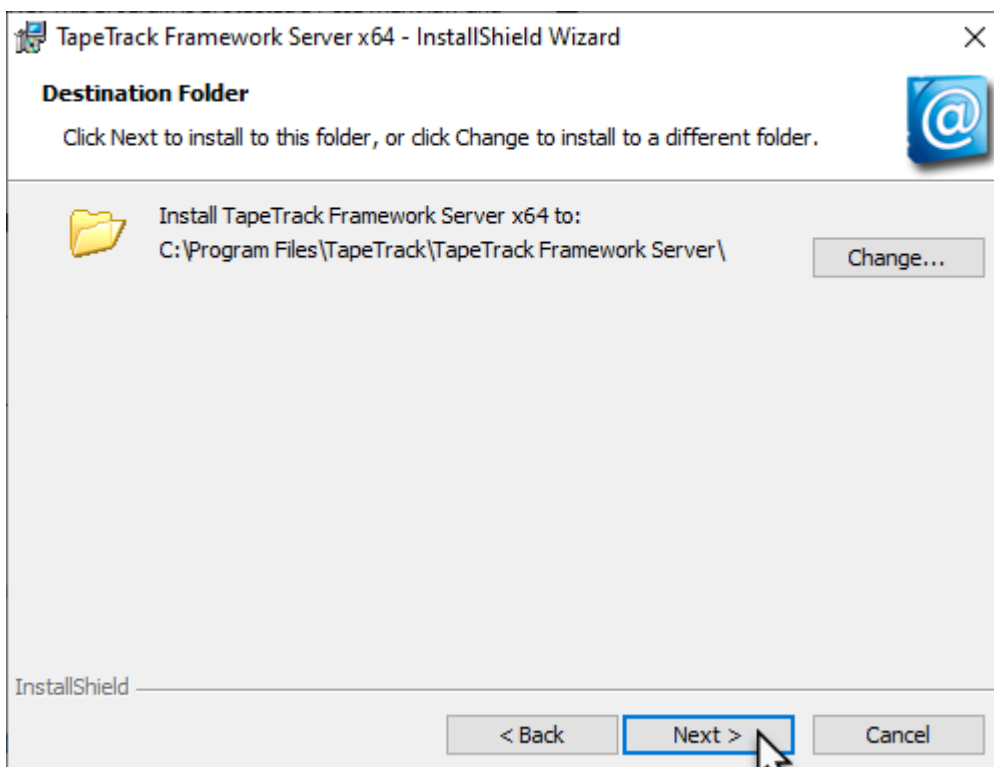 TapeTrack Framework Server x64 - InstallShield Wizard
Destination Folder
Click Next to install to this folder, or click Change to install to a different folder.
Install TapeTrack Framework Server x64 to:
C:\Program Files\TapeTrack\TapeTrack Framework Server\
Change...
InstallShield
< Back
Next >
Cancel